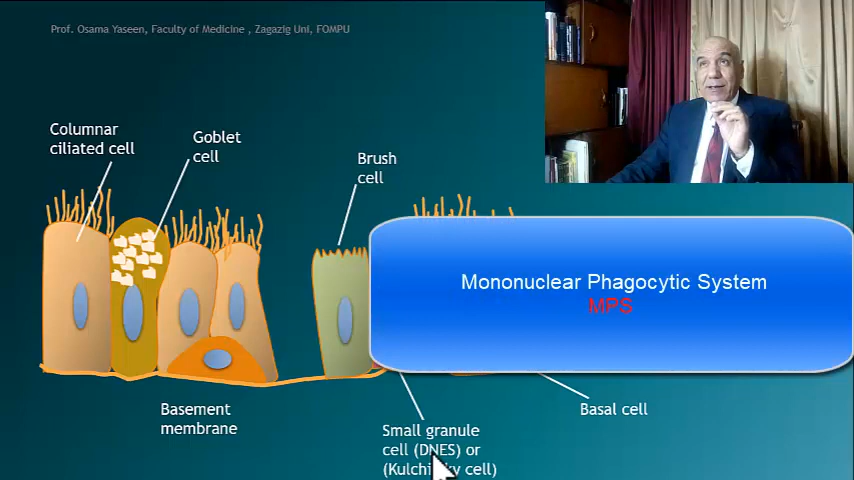 Prof. Osama Yaseen, Faculty of Medicine , Zagazig Uni, FOMPU
Columnar
ciliated cell
Goblet
cell
Brush
cell
Mononuclear Phagocytic System
MPS
Basement
membrane
Small granule
cell (DNES) or
cell)
Basal cell